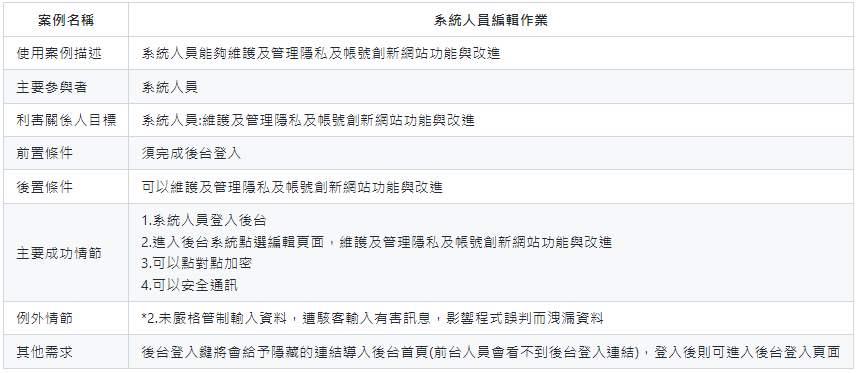 案例名稱 系統人員編輯作業
使用案例描述 系統人員能夠維護及管理隱私及帳號創新網站功能與改進
主要參與者 系統人員
利害關係人目標 系統人員:維護及管理隱私及帳號創新網站功能與改進
前置條件 須完成後台登入
後置條件 可以維護及管理隱私及帳號創新網站功能與改進
主要成功情節
1.系統人員登入後台
2.進入後台系統點選編輯頁面，維護及管理隱私及帳號創新網站功能與改進
3.可以點對點加密
4.可以安全通訊
例外情節 *2.未嚴格管制輸入資料，遭駭客輸入有害訊息，影響程式誤判而洩漏資料
其他需求 後台登入鍵將會給予隱藏的連結導入後台首頁(前台人員會看不到後台登入連結)，登入後則可進入後台登入頁面